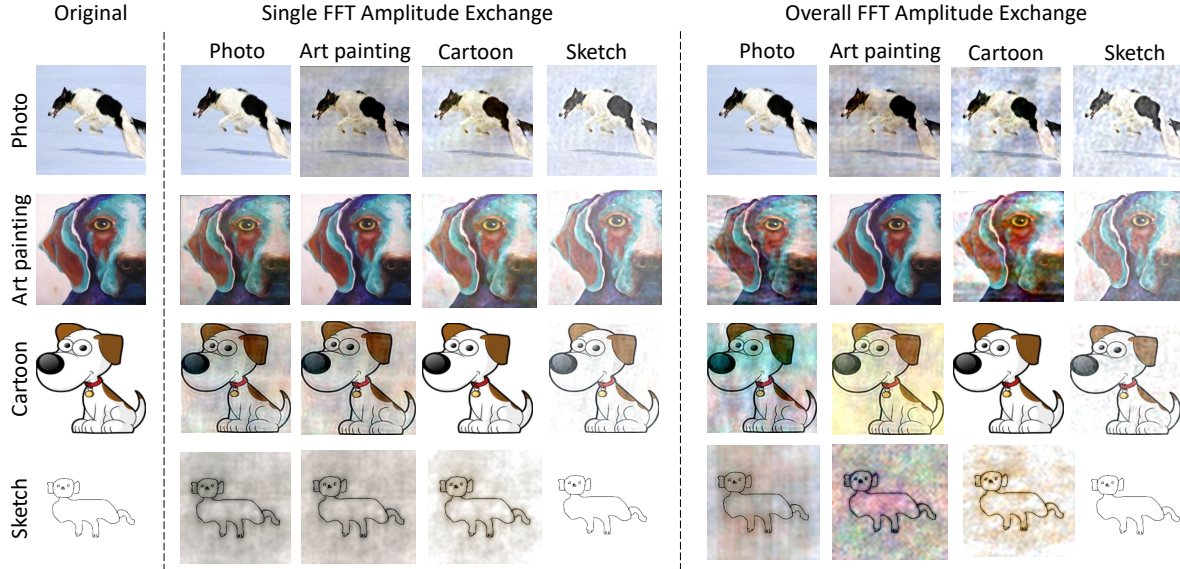 Original
Single FFT Amplitude Exchange
Overall FFT Amplitude Exchange
Photo Art painting Cartoon Sketch
Photo Art painting Cartoon Sketch
Photo
Art painting
Cartoon
Sketch